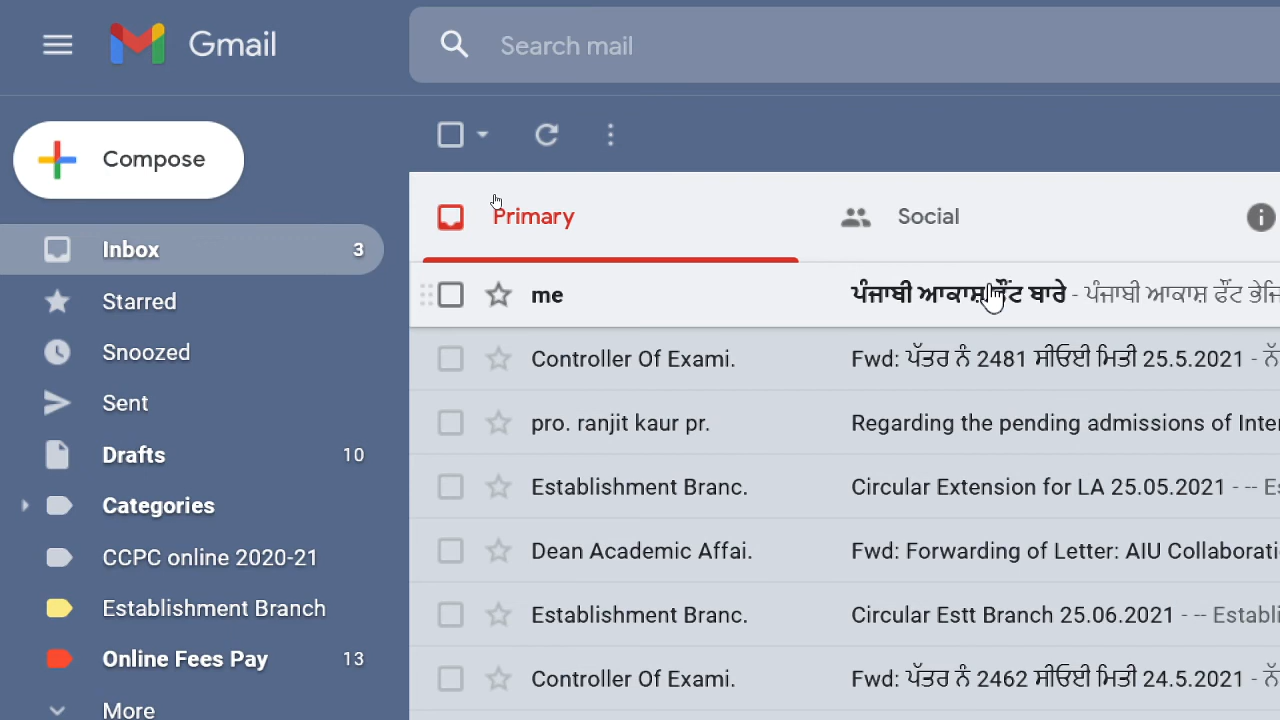 Gmail
Search mail
Compose
Primary
Social
Inbox 3
me ਪੰਜਾਬੀ ਆਕਾਸ਼ ਫੌਂਟ ਬਾਰੇ - ਪੰਜਾਬੀ ਆਕਾਸ਼ ਫੌਂਟ
Starred
Snoozed
Controller Of Exami. Fwd: ਪੱਤਰ ਨੰ 2481 ਸੀਓਈ ਮਿਤੀ 25.5.2021 -
Sent
pro. ranjit kaur pr. Regarding the pending admissions of Inte
Drafts 10
Establishment Branc. Circular Extension for LA 25.05.2021 - -- Es
Categories
CCPC online 2020-21
Dean Academic Affai. Fwd: Forwarding of Letter: AIU Collaborati
Establishment Branch
Establishment Branc. Circular Estt Branch 25.06.2021 - -- Establi
Online Fees Pay 13
Controller Of Exami. Fwd: ਪੱਤਰ ਨੰ 2462 ਸੀਓਈ ਮਿਤੀ 24.5.2021 -
More